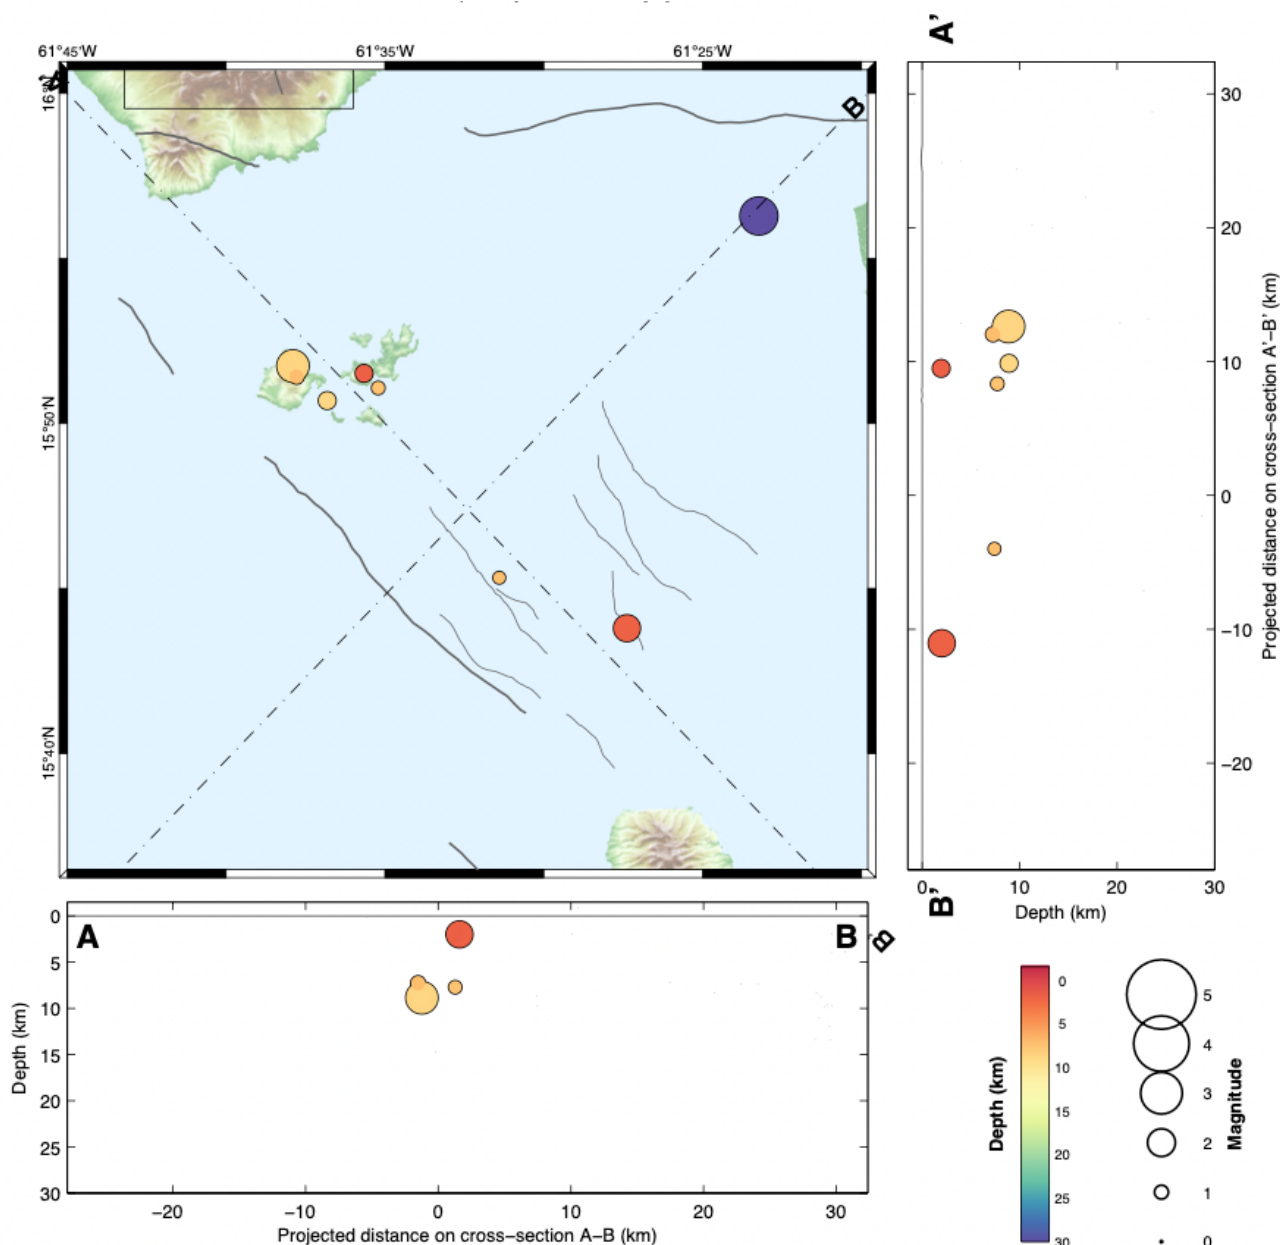 61°45'W 61°35'W 61°25'W
A'
B
30
20
15°50'N
10
0
15°40'N
−10
−20
Projected distance on cross−section A'−B' (km)
0 10 20 30
Depth (km)
B'
A B B
0
5
10
15
20
25
30
Depth (km)
−20 −10 0 10 20 30
Projected distance on cross−section A−B (km)
Depth (km)
0
5
10
15
20
25
30
5
4
3
2
1
0
Magnitude